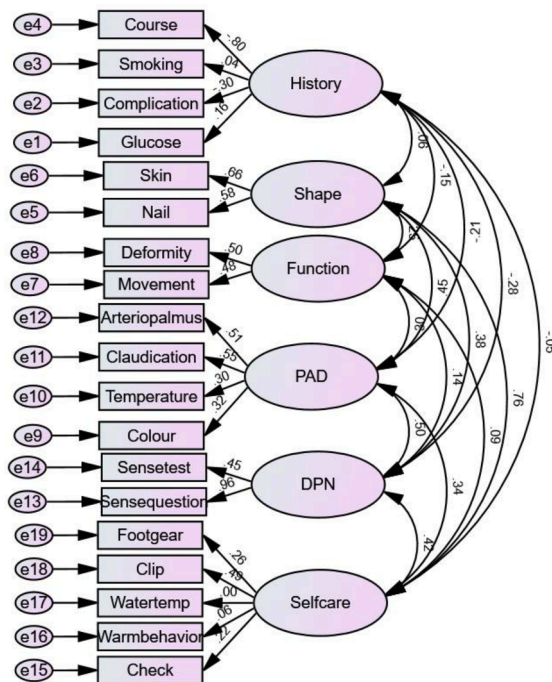 e4 Course -.80
e3 Smoking .04
History
e2 Complication -.30
e1 Glucose .16
.06
e6 Skin .66
-.15
Shape
e5 Nail .58
-.21
e8 Deformity .50
Function
-.28
e7 Movement .48
.45
e12 Arteriopalmus .51
.30
.38
-.09
e11 Claudication .55
PAD
.14
e10 Temperature .30
.76
e9 Colour .32
.50
.09
e14 Sensetest .45
.34
DPN
e13 Sensequestion .96
e19 Footgear .26
.42
e18 Clip .49
e17 Watertemp .00
Selfcare
e16 Warmbehavior .06
e15 Check .22